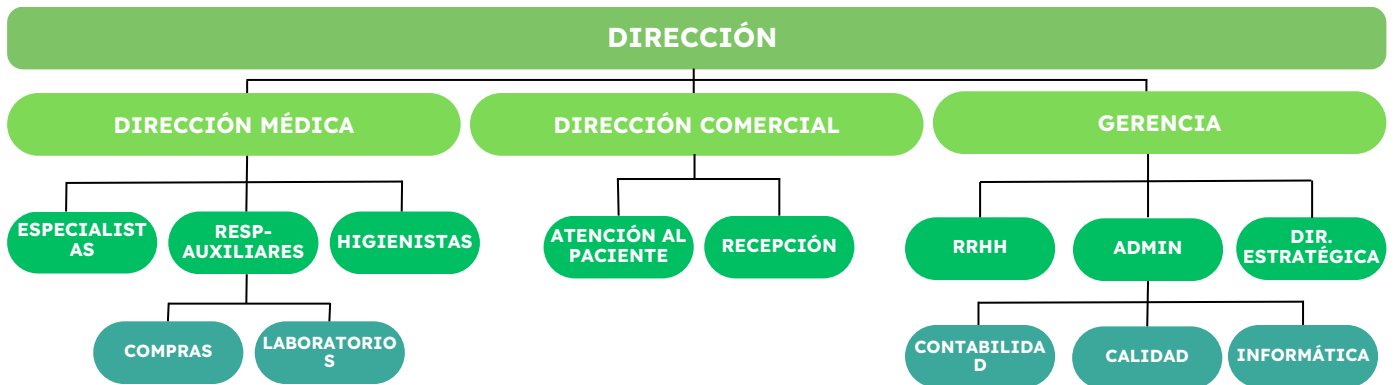 DIRECCIÓN
DIRECCIÓN MÉDICA
DIRECCIÓN COMERCIAL
GERENCIA
ESPECIALIST
AS
RESP-
AUXILIARES
HIGIENISTAS
ATENCIÓN AL
PACIENTE
RECEPCIÓN
RRHH
ADMIN
DIR.
ESTRATÉGICA
COMPRAS
LABORATORIO
S
CONTABILIDA
D
CALIDAD
INFORMÁTICA